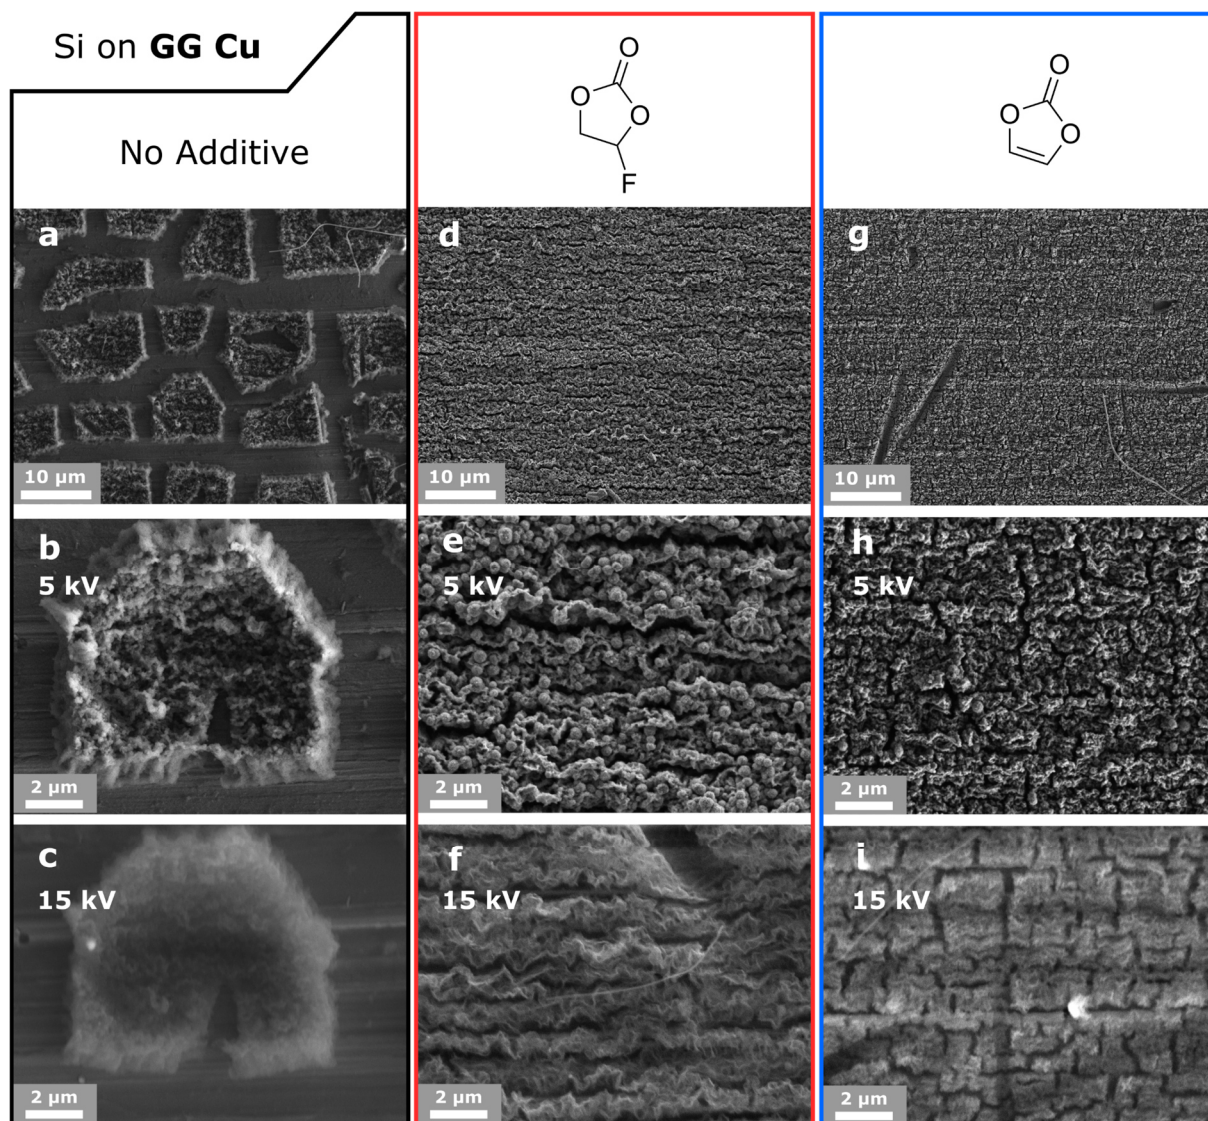 Si on GG Cu
No Additive
O
O
O
F
O
O
O
a
10 µm
d
10 µm
g
10 µm
b
5 kV
2 µm
e
5 kV
2 µm
h
5 kV
2 µm
c
15 kV
2 µm
f
15 kV
2 µm
i
15 kV
2 µm